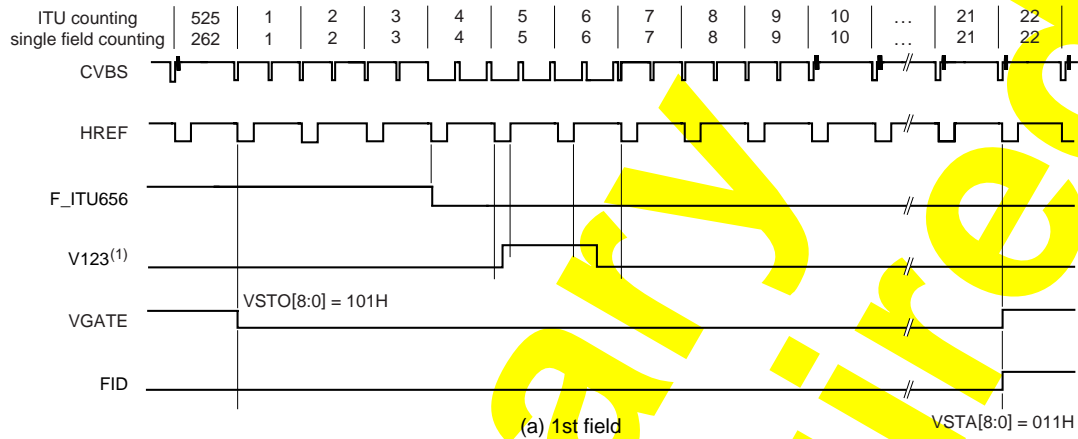 ITU counting 525 1 2 3 4 5 6 7 8 9 10 ... 21 22
single field counting 262 1 2 3 4 5 6 7 8 9 10 ... 21 22
CVBS
HREF
F_ITU656
V123(1)
VSTO[8:0] = 101H
VGATE
FID
(a) 1st field
VSTA[8:0] = 011H